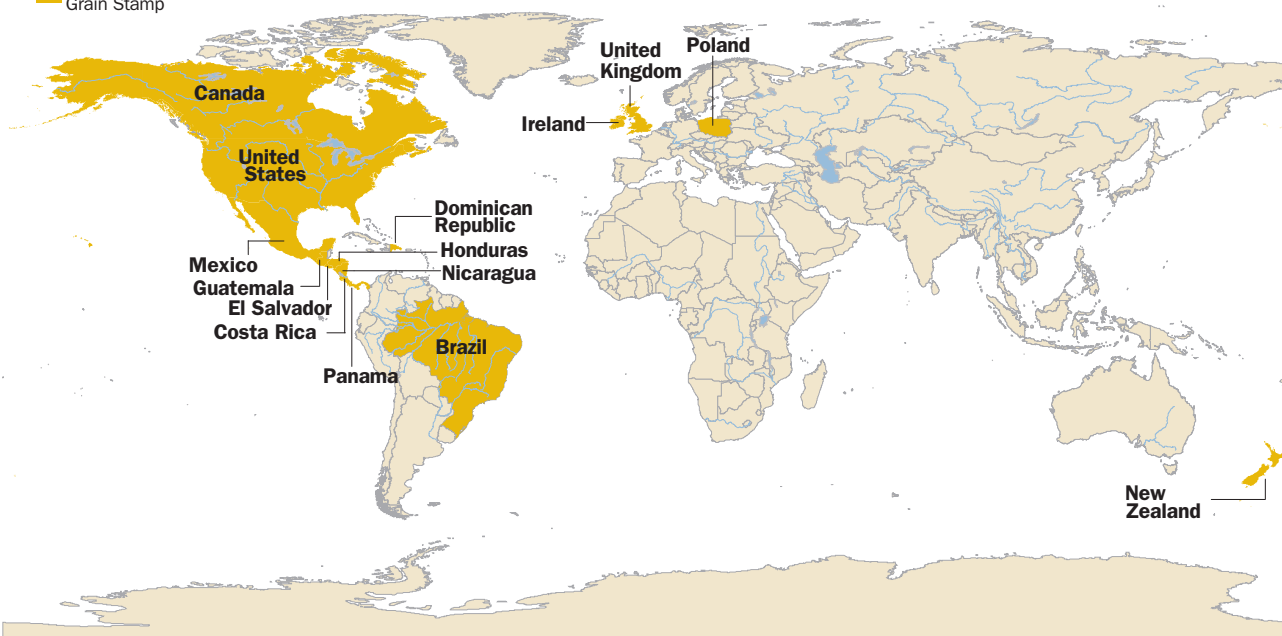 Grain Stamp
United
Kingdom
Poland
Canada
Ireland
United
States
Dominican
Republic
Honduras
Mexico
Nicaragua
Guatemala
El Salvador
Costa Rica
Brazil
Panama
New
Zealand